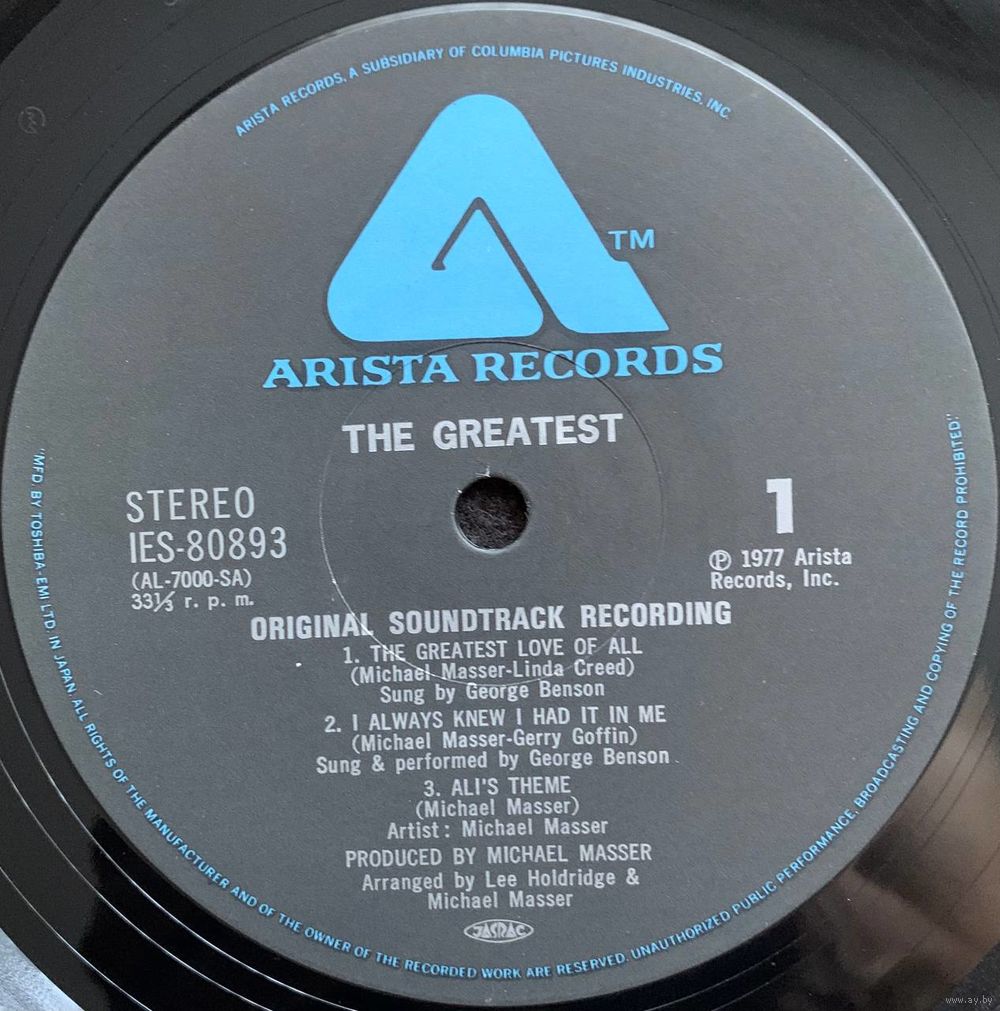 ARISTA RECORDS, A SUBSIDIARY OF COLUMBIA PICTURES INDUSTRIES, INC.
TM
ARISTA RECORDS
THE GREATEST
STEREO
IES-80893
(AL-7000-SA)
33⅓ r. p. m.
1
Ⓟ 1977 Arista
Records, Inc.
ORIGINAL SOUNDTRACK RECORDING
1. THE GREATEST LOVE OF ALL
(Michael Masser-Linda Creed)
Sung by George Benson
2. I ALWAYS KNEW I HAD IT IN ME
(Michael Masser-Gerry Goffin)
Sung & performed by George Benson
3. ALI'S THEME
(Michael Masser)
Artist: Michael Masser
PRODUCED BY MICHAEL MASSER
Arranged by Lee Holdridge &
Michael Masser
JASRAC
"MFD. BY TOSHIBA-EMI LTD. IN JAPAN. ALL RIGHTS OF THE MANUFACTURER AND OF THE OWNER OF THE RECORDED WORK ARE RESERVED. UNAUTHORIZED PUBLIC PERFORMANCE, BROADCASTING AND COPYING OF THE RECORD PROHIBITED"
www.ay.by